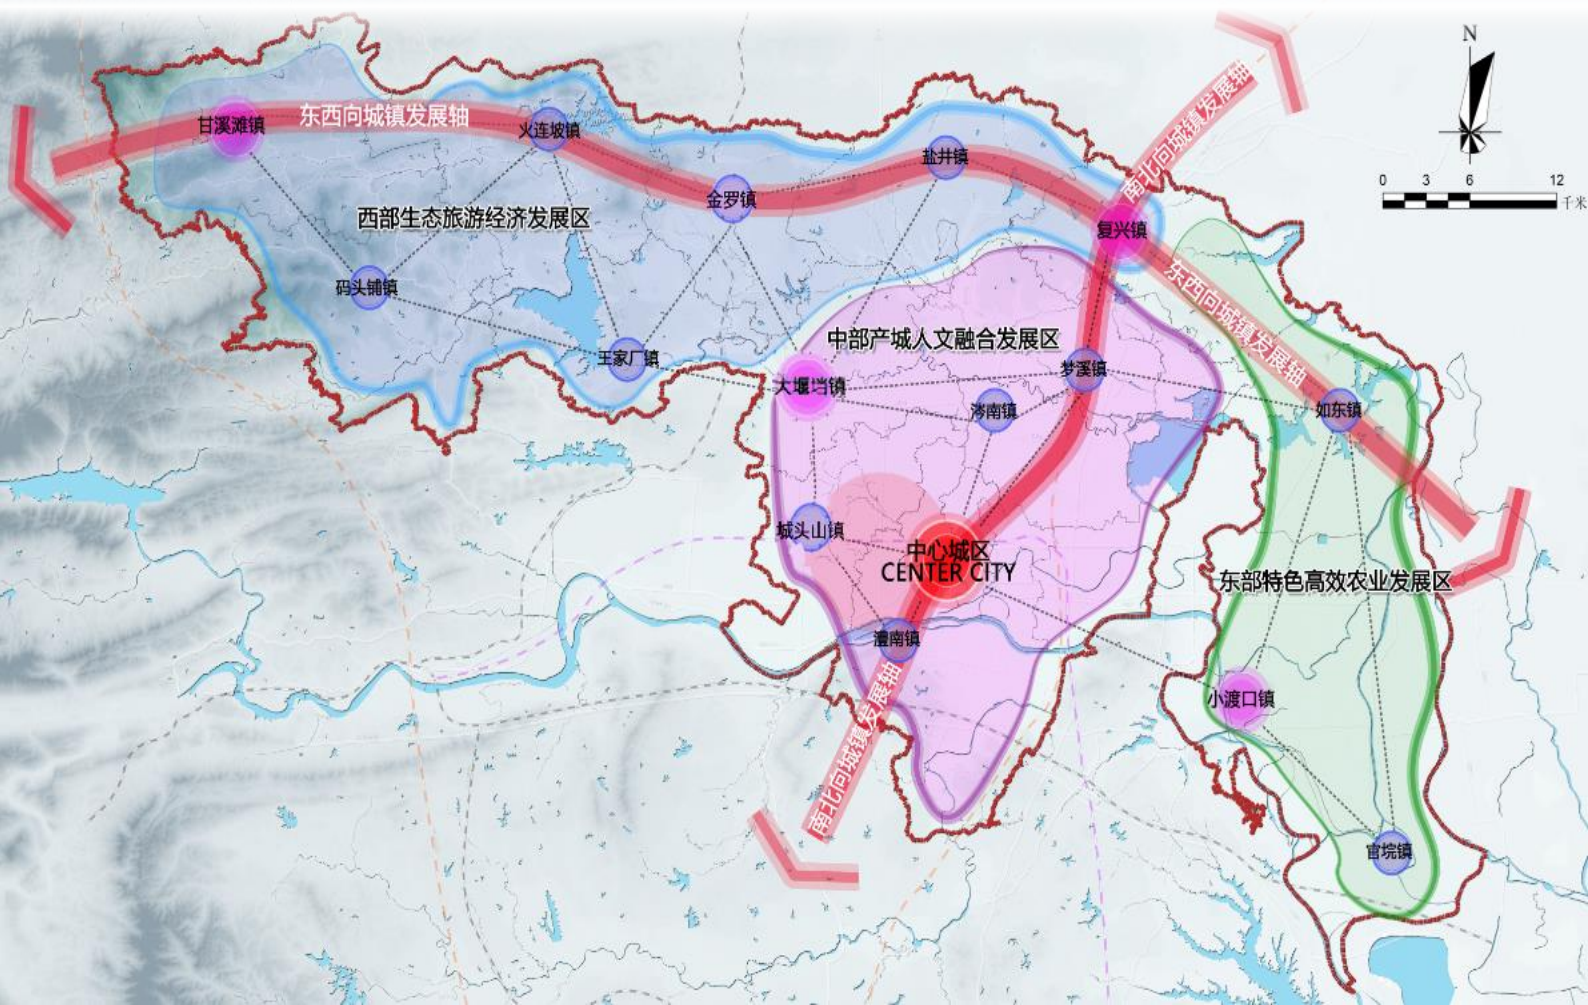 N
0 3 6 12
千米
南北向城镇发展轴
东西向城镇发展轴
甘溪滩镇
火连坡镇
盐井镇
金罗镇
西部生态旅游经济发展区
复兴镇
码头铺镇
东西向城镇发展轴
中部产城人文融合发展区
王家厂镇
大堰垱镇
梦溪镇
涔南镇
如东镇
城头山镇
中心城区
CENTER CITY
东部特色高效农业发展区
澧南镇
小渡口镇
南北向城镇发展轴
官垸镇